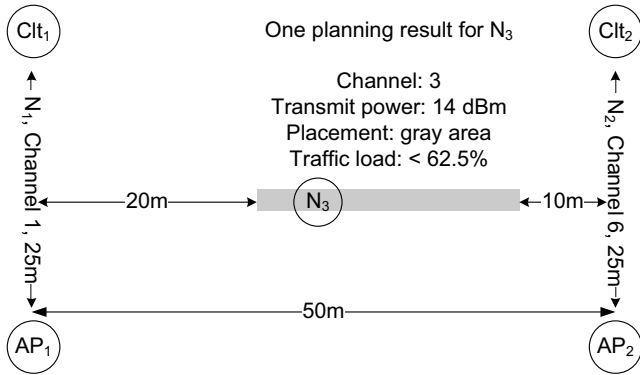 Clt1
One planning result for N3
Clt2
Channel: 3
Transmit power: 14 dBm
Placement: gray area
Traffic load: < 62.5%
N1, Channel 1, 25m
N2, Channel 6, 25m
20m
N3
10m
50m
AP1
AP2